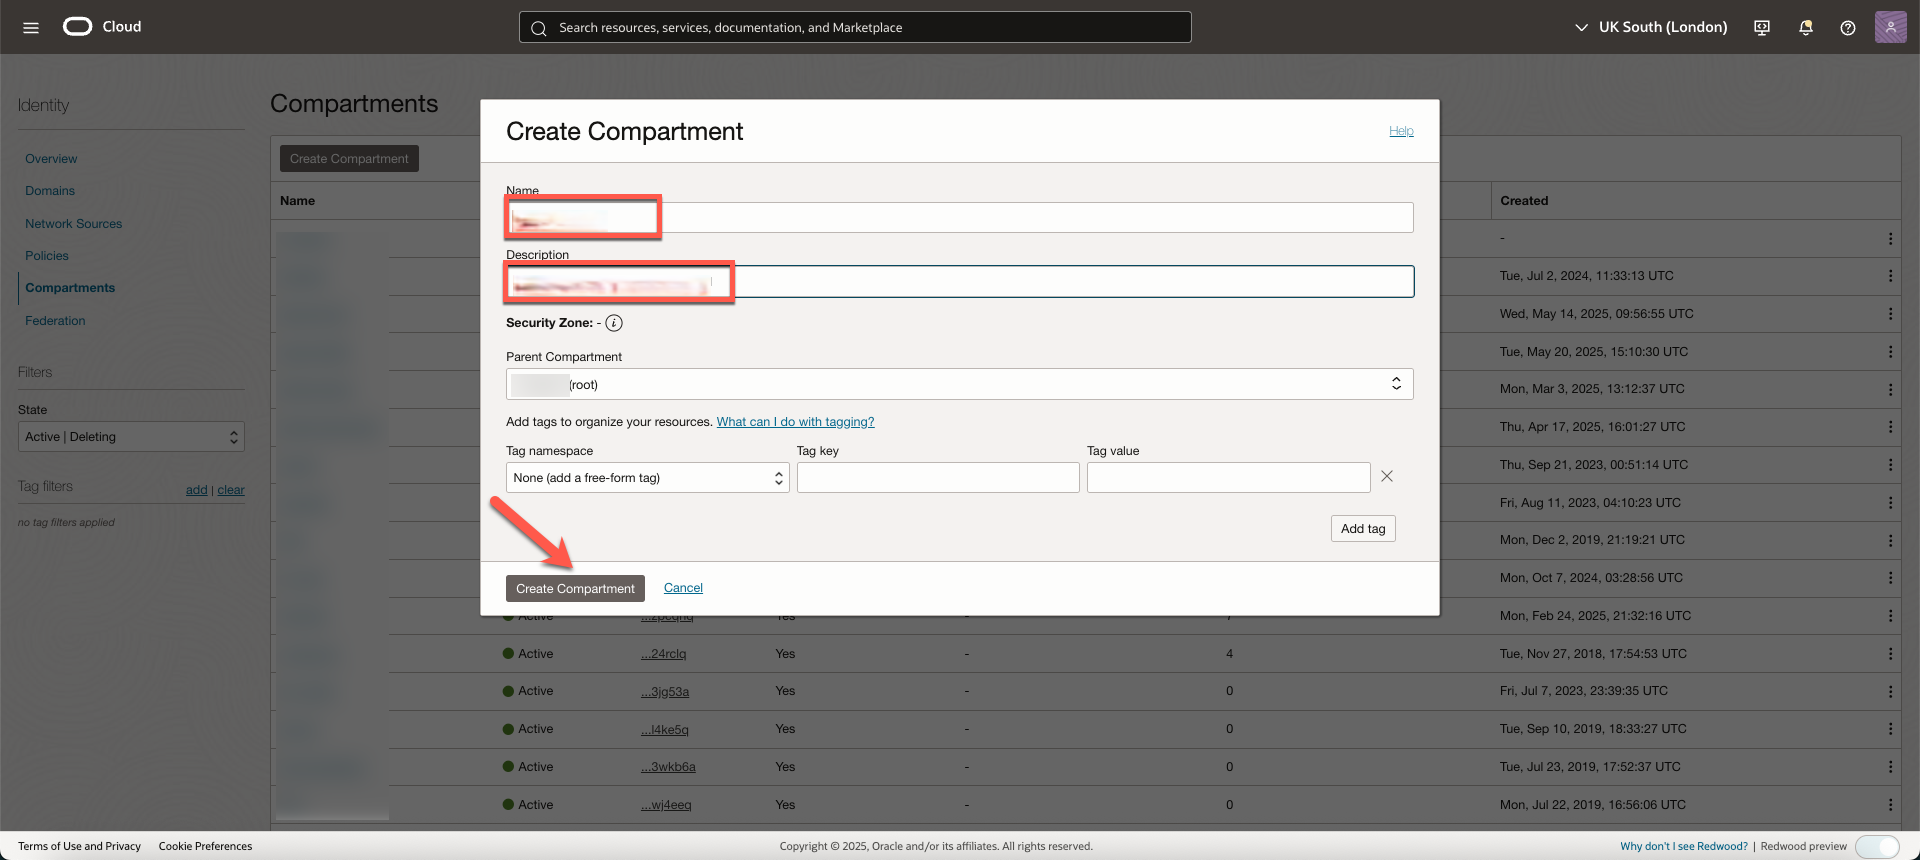 Cloud
Search resources, services, documentation, and Marketplace
UK South (London)
Identity
Overview
Domains
Network Sources
Policies
Compartments
Federation
Filters
State
Active | Deleting
Tag filters
add | clear
no tag filters applied
Compartments
Create Compartment
Name
Created
-
Tue, Jul 2, 2024, 11:33:13 UTC
Wed, May 14, 2025, 09:56:55 UTC
Tue, May 20, 2025, 15:10:30 UTC
Mon, Mar 3, 2025, 13:12:37 UTC
Thu, Apr 17, 2025, 16:01:27 UTC
Thu, Sep 21, 2023, 00:51:14 UTC
Fri, Aug 11, 2023, 04:10:23 UTC
Mon, Dec 2, 2019, 21:19:21 UTC
Mon, Oct 7, 2024, 03:28:56 UTC
Mon, Feb 24, 2025, 21:32:16 UTC
Create Compartment
Help
Name
Description
Security Zone: -
Parent Compartment
(root)
Add tags to organize your resources. What can I do with tagging?
Tag namespace Tag key Tag value
None (add a free-form tag)
Add tag
Create Compartment Cancel
Active Yes -
Active ...24rclq Yes - 4 Tue, Nov 27, 2018, 17:54:53 UTC
Active ...3jg53a Yes - 0 Fri, Jul 7, 2023, 23:39:35 UTC
Active ...l4ke5q Yes - 0 Tue, Sep 10, 2019, 18:33:27 UTC
Active ...3wkb6a Yes - 0 Tue, Jul 23, 2019, 17:52:37 UTC
Active ...wj4eeq Yes - 0 Mon, Jul 22, 2019, 16:56:06 UTC
Terms of Use and Privacy Cookie Preferences
Copyright © 2025, Oracle and/or its affiliates. All rights reserved.
Why don't I see Redwood? | Redwood preview